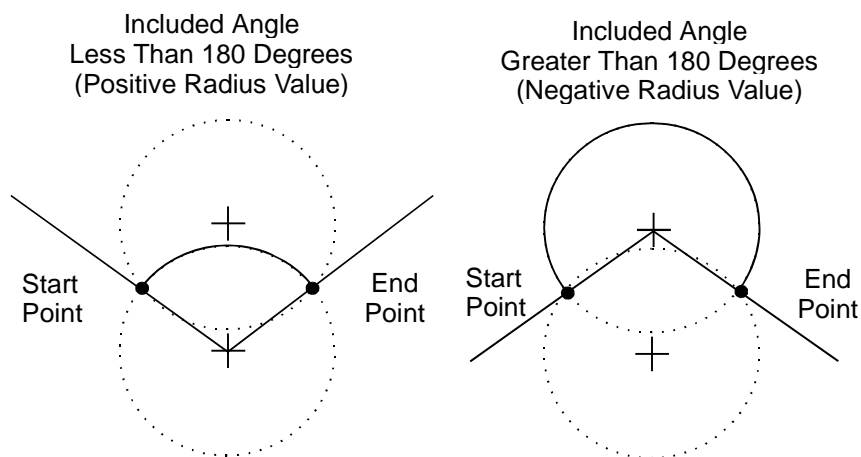 Included Angle
Less Than 180 Degrees
(Positive Radius Value)
Start
Point
End
Point
Included Angle
Greater Than 180 Degrees
(Negative Radius Value)
Start
Point
End
Point